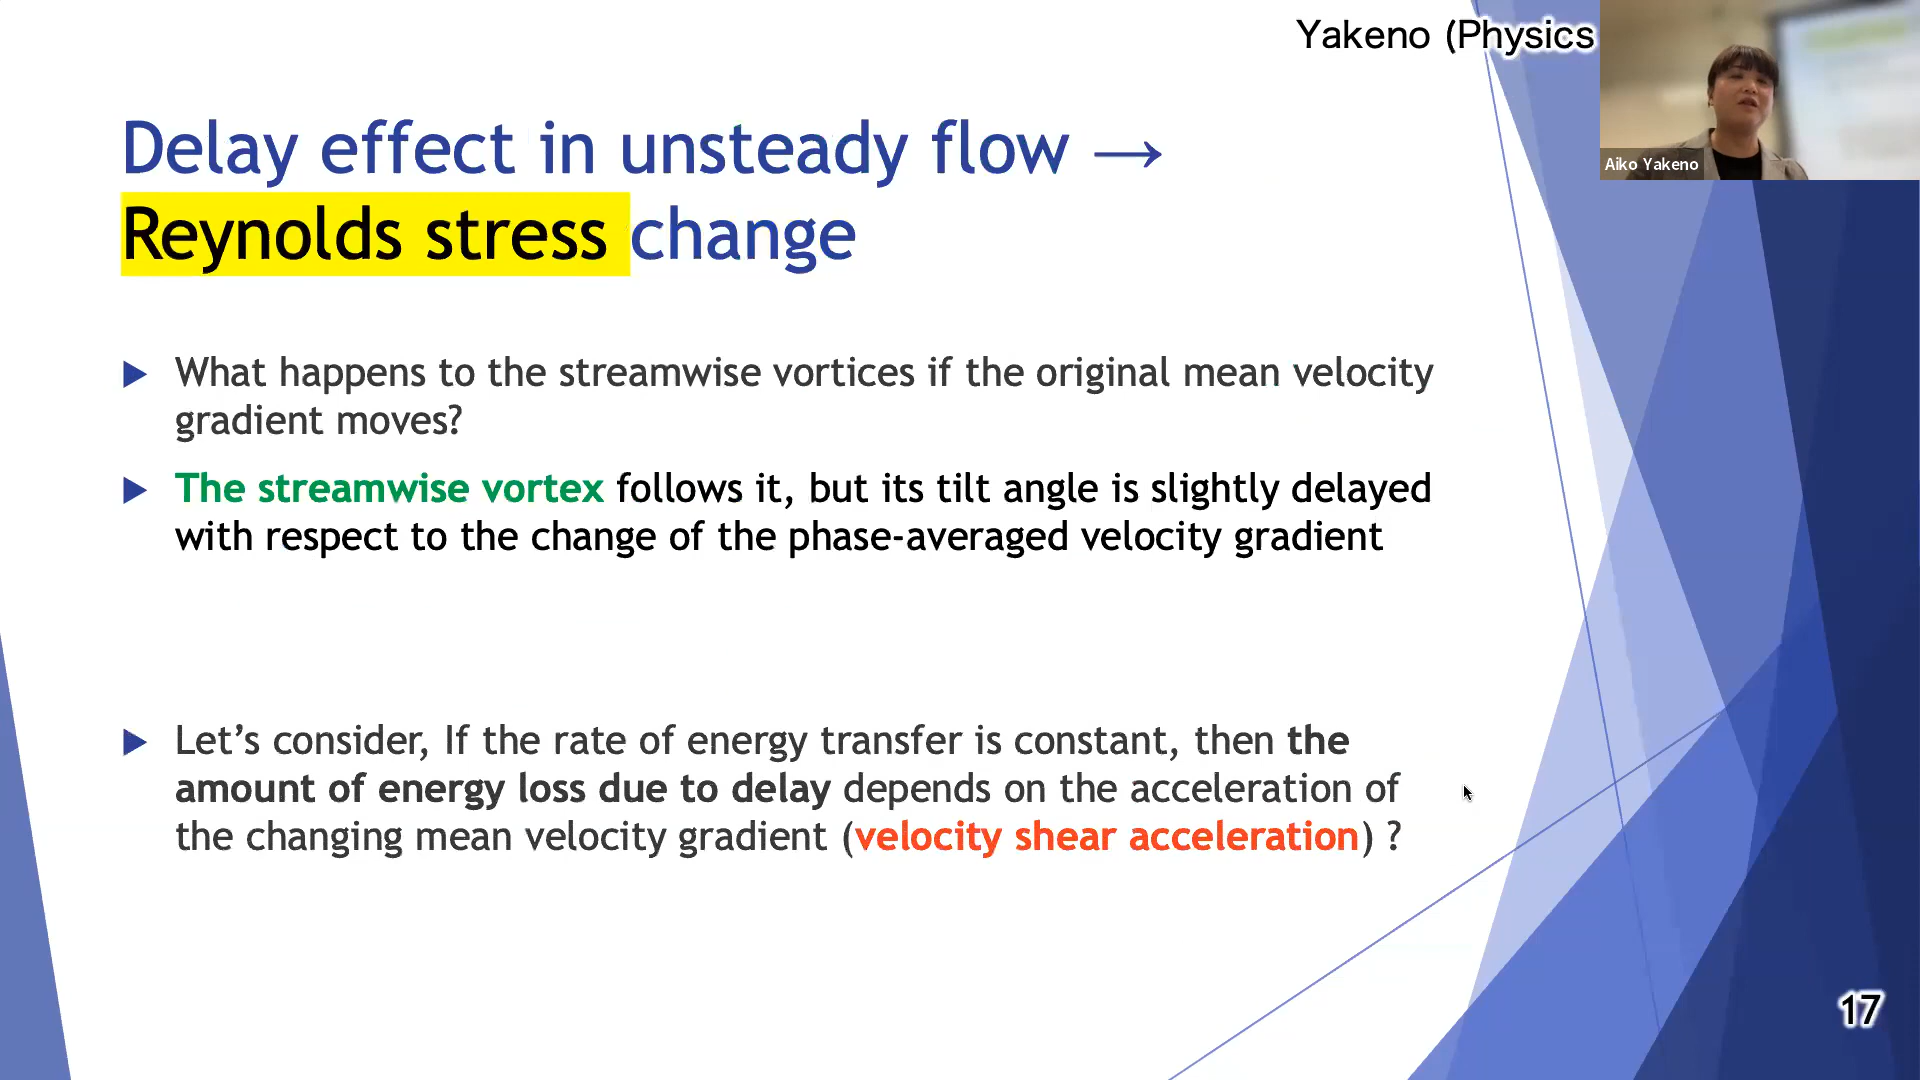 Yakeno (Physics
Aiko Yakeno
Delay effect in unsteady flow →
Reynolds stress change
What happens to the streamwise vortices if the original mean velocity
gradient moves?
The streamwise vortex follows it, but its tilt angle is slightly delayed
with respect to the change of the phase-averaged velocity gradient
Let’s consider, If the rate of energy transfer is constant, then the
amount of energy loss due to delay depends on the acceleration of
the changing mean velocity gradient (velocity shear acceleration) ?
17